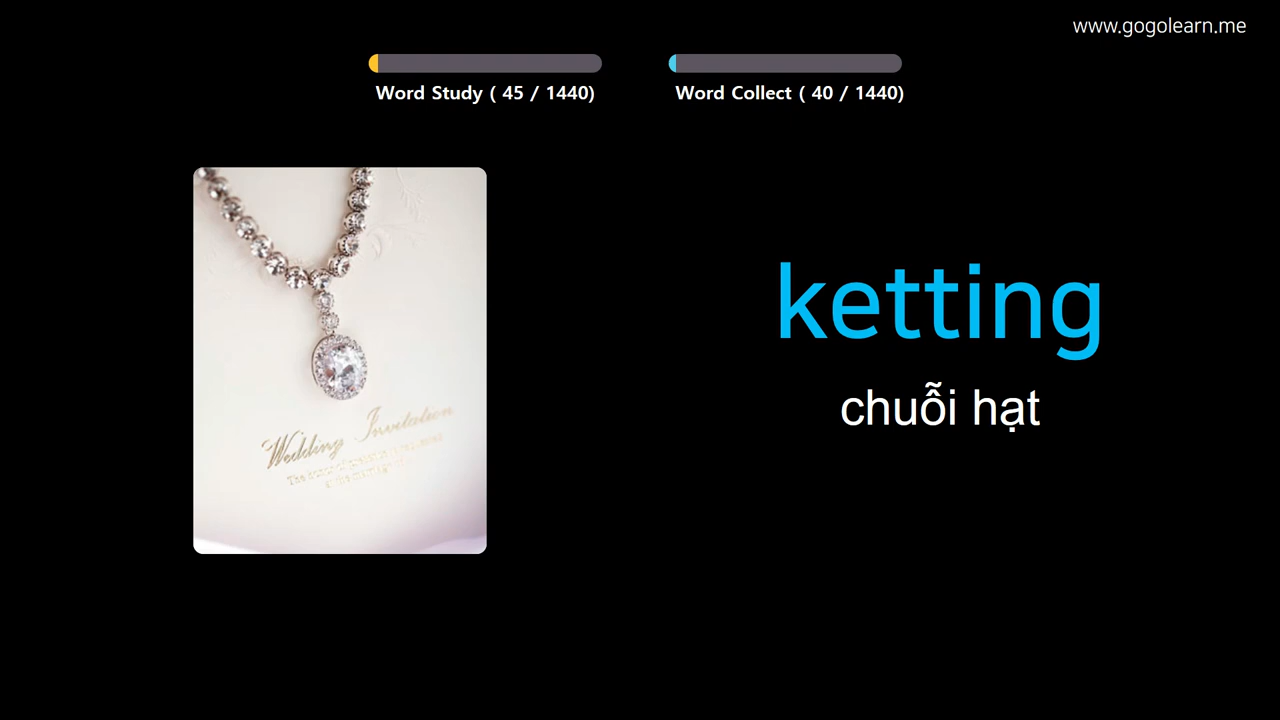 www.gogolearn.me
Word Study ( 45 / 1440)
Word Collect ( 40 / 1440)
ketting
chuỗi hạt
Wedding Invitation